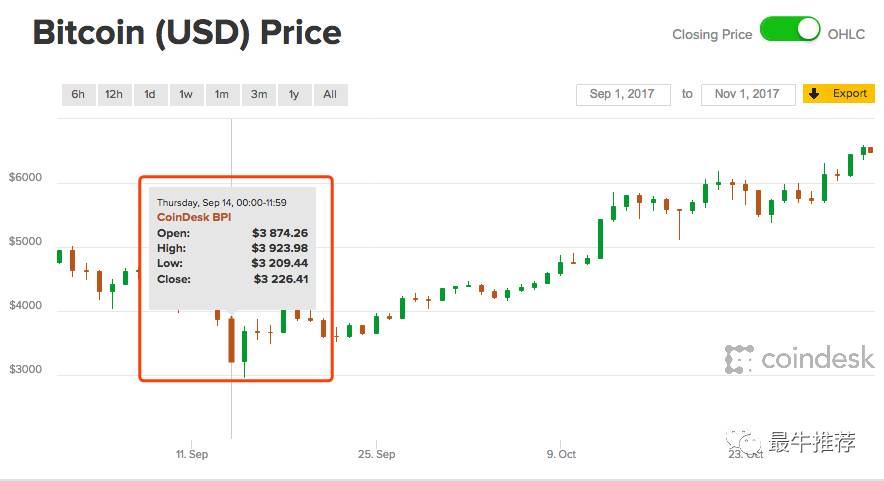 Bitcoin (USD) Price
Closing Price OHLC
6h 12h 1d 1w 1m 3m 1y All
Sep 1, 2017 to Nov 1, 2017 Export
$6000
$5000
$4000
$3000
Thursday, Sep 14, 00:00-11:59
CoinDesk BPI
Open: $3 874.26
High: $3 923.98
Low: $3 209.44
Close: $3 226.41
coindesk
最牛推荐
11. Sep 25. Sep 9. Oct 23. Oct